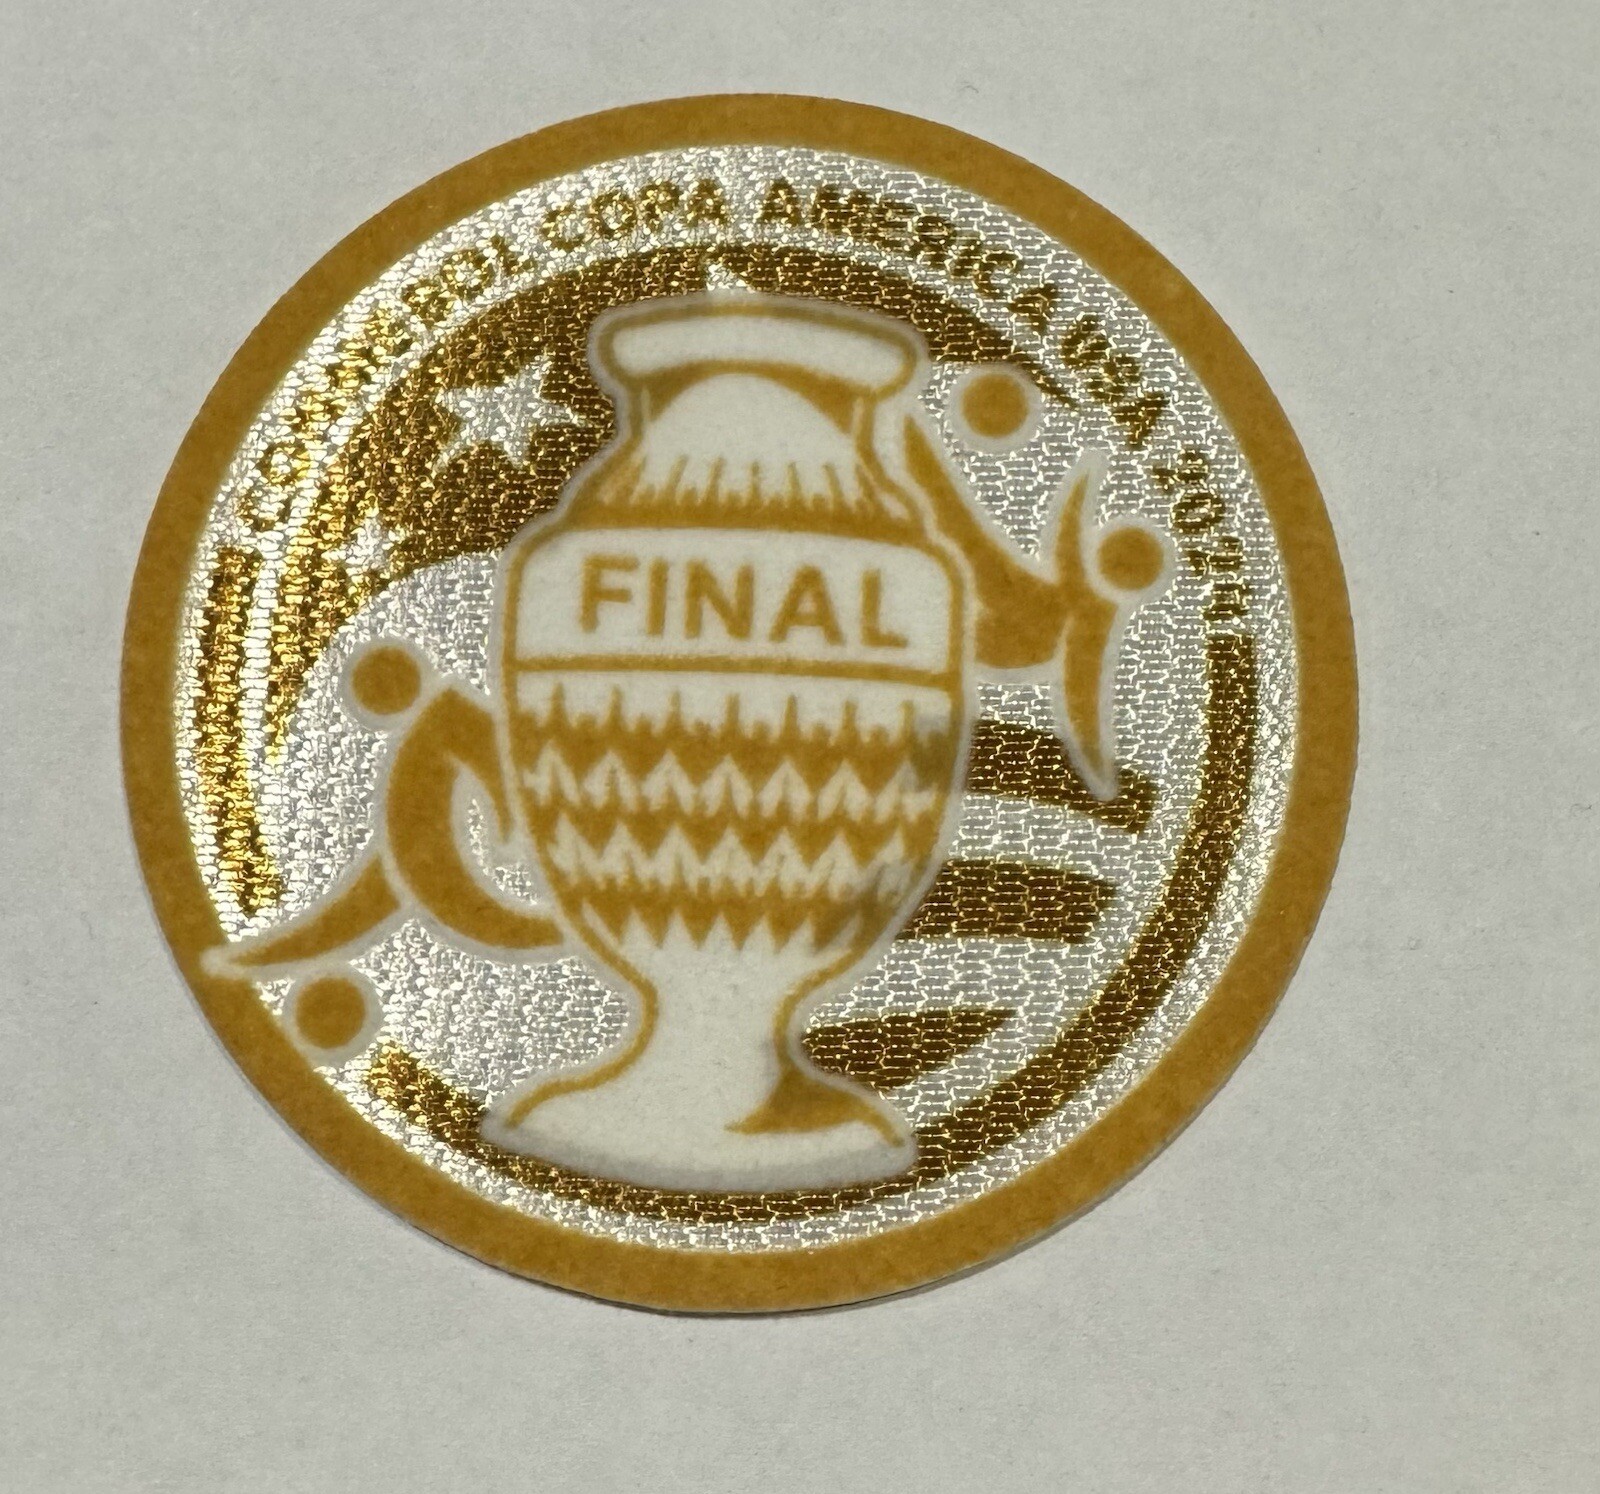 CONMEBOL COPA AMERICA USA 2024
FINAL